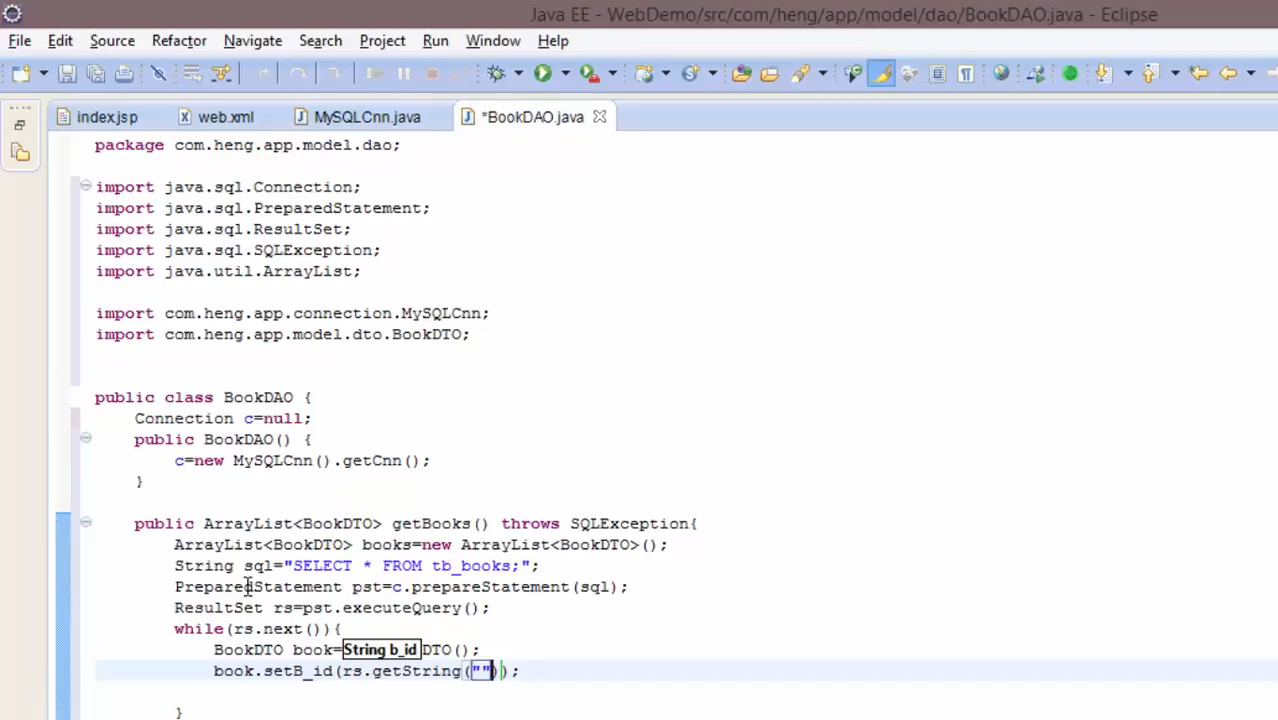 Java EE - WebDemo/src/com/heng/app/model/dao/BookDAO.java - Eclipse
File Edit Source Refactor Navigate Search Project Run Window Help
index.jsp web.xml MySQLCnn.java *BookDAO.java
package com.heng.app.model.dao;
import java.sql.Connection;
import java.sql.PreparedStatement;
import java.sql.ResultSet;
import java.sql.SQLException;
import java.util.ArrayList;
import com.heng.app.connection.MySQLCnn;
import com.heng.app.model.dto.BookDTO;
public class BookDAO {
Connection c=null;
public BookDAO() {
c=new MySQLCnn().getCnn();
}
public ArrayList<BookDTO> getBooks() throws SQLException{
ArrayList<BookDTO> books=new ArrayList<BookDTO>();
String sql="SELECT * FROM tb_books;";
PreparedStatement pst=c.prepareStatement(sql);
ResultSet rs=pst.executeQuery();
while(rs.next()){
BookDTO book=String b_id DTO();
book.setB_id(rs.getString(""));
}